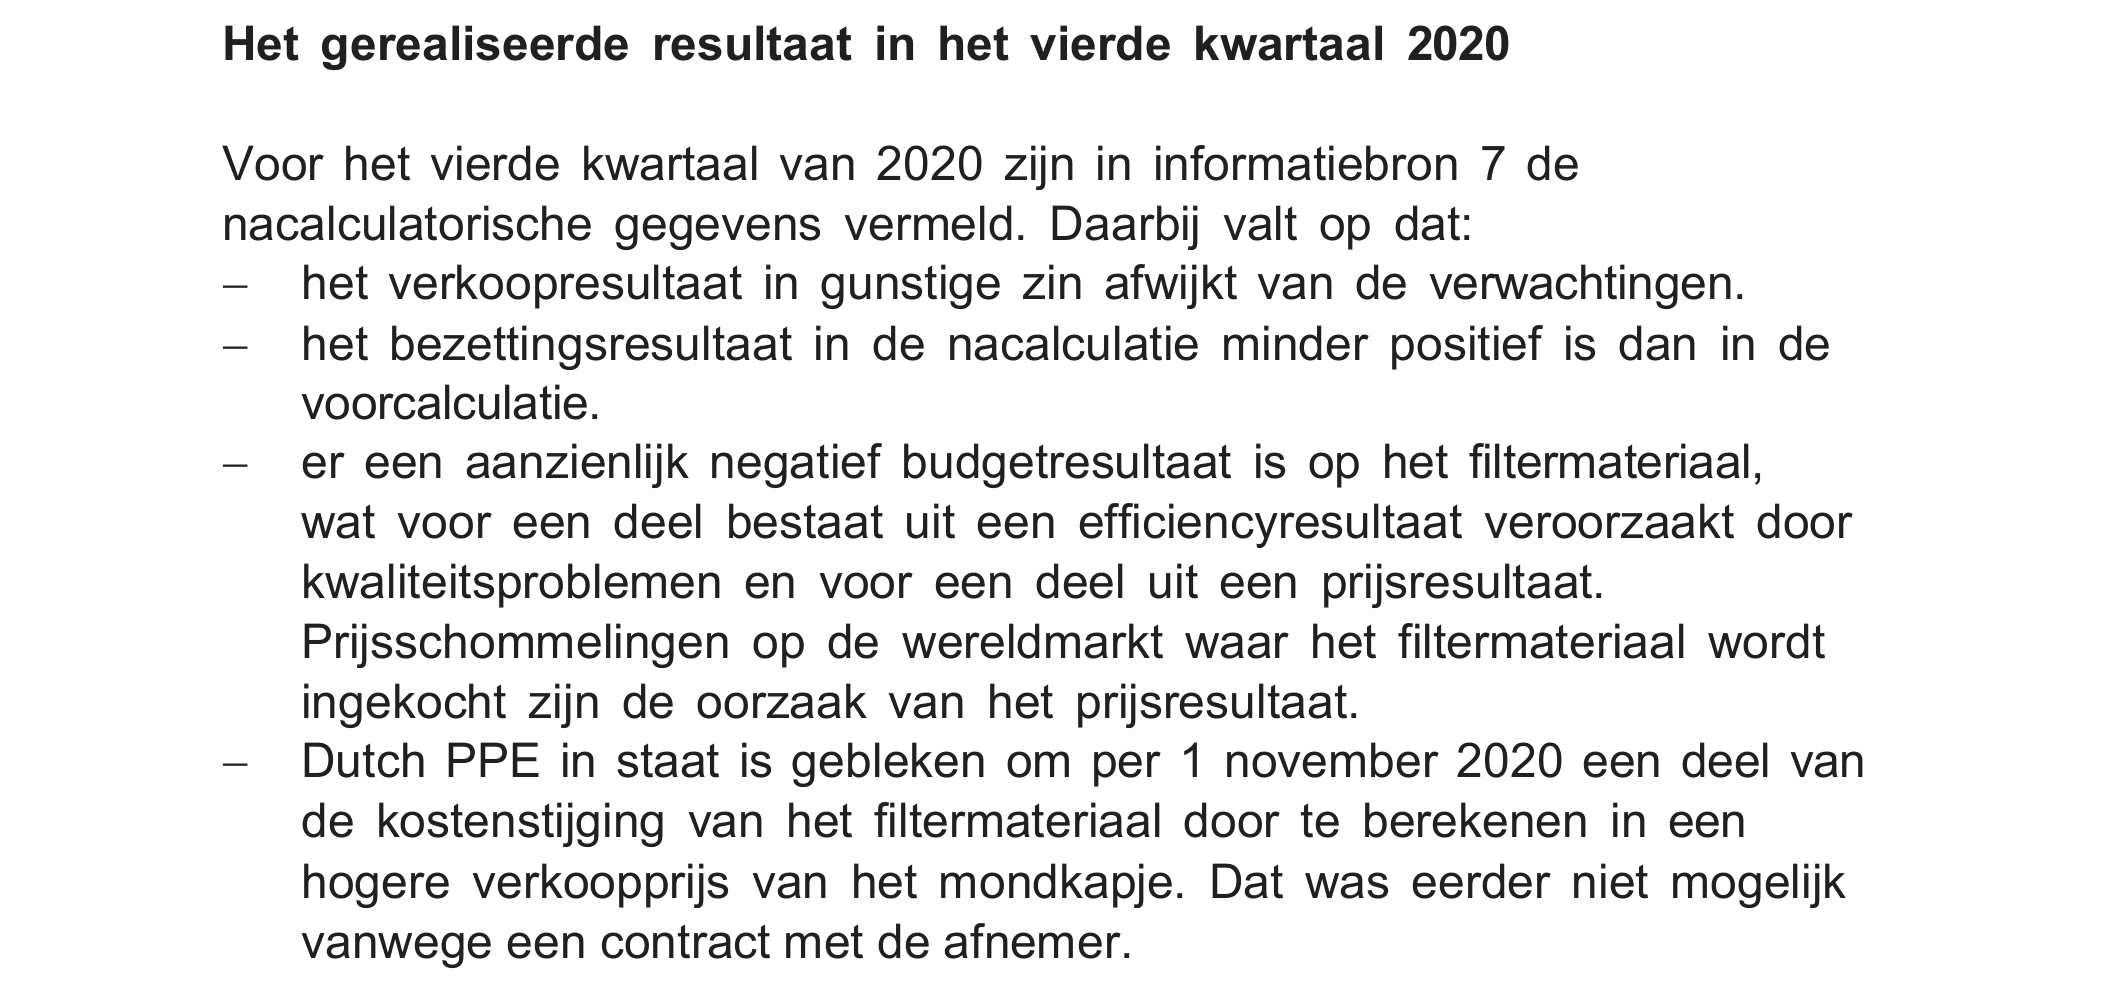 Het gerealiseerde resultaat in het vierde kwartaal 2020
Voor het vierde kwartaal van 2020 zijn in informatiebron 7 de
nacalculatorische gegevens vermeld. Daarbij valt op dat:
– het verkoopresultaat in gunstige zin afwijkt van de verwachtingen.
– het bezettingsresultaat in de nacalculatie minder positief is dan in de
voorcalculatie.
– er een aanzienlijk negatief budgetresultaat is op het filtermateriaal,
wat voor een deel bestaat uit een efficiencyresultaat veroorzaakt door
kwaliteitsproblemen en voor een deel uit een prijsresultaat.
Prijsschommelingen op de wereldmarkt waar het filtermateriaal wordt
ingekocht zijn de oorzaak van het prijsresultaat.
– Dutch PPE in staat is gebleken om per 1 november 2020 een deel van
de kostenstijging van het filtermateriaal door te berekenen in een
hogere verkoopprijs van het mondkapje. Dat was eerder niet mogelijk
vanwege een contract met de afnemer.